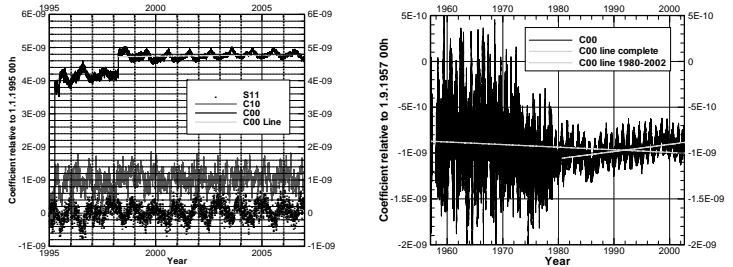 1995 2000 2005
6E-09 6E-09
5E-09 5E-09
4E-09 4E-09
3E-09 3E-09
2E-09 2E-09
1E-09 1E-09
0 0
-1E-09 -1E-09
1995 2000 2005
Year
Coefficient relative to 1.1.1995 00h
S11
C10
C00
C00 Line
1960 1970 1980 1990 2000
5E-10 5E-10
0 0
-5E-10 -5E-10
-1E-09 -1E-09
-1.5E-09 -1.5E-09
-2E-09 -2E-09
1960 1970 1980 1990 2000
Year
Coefficient relative to 1.9.1957 00h
C00
C00 line complete
C00 line 1980-2002